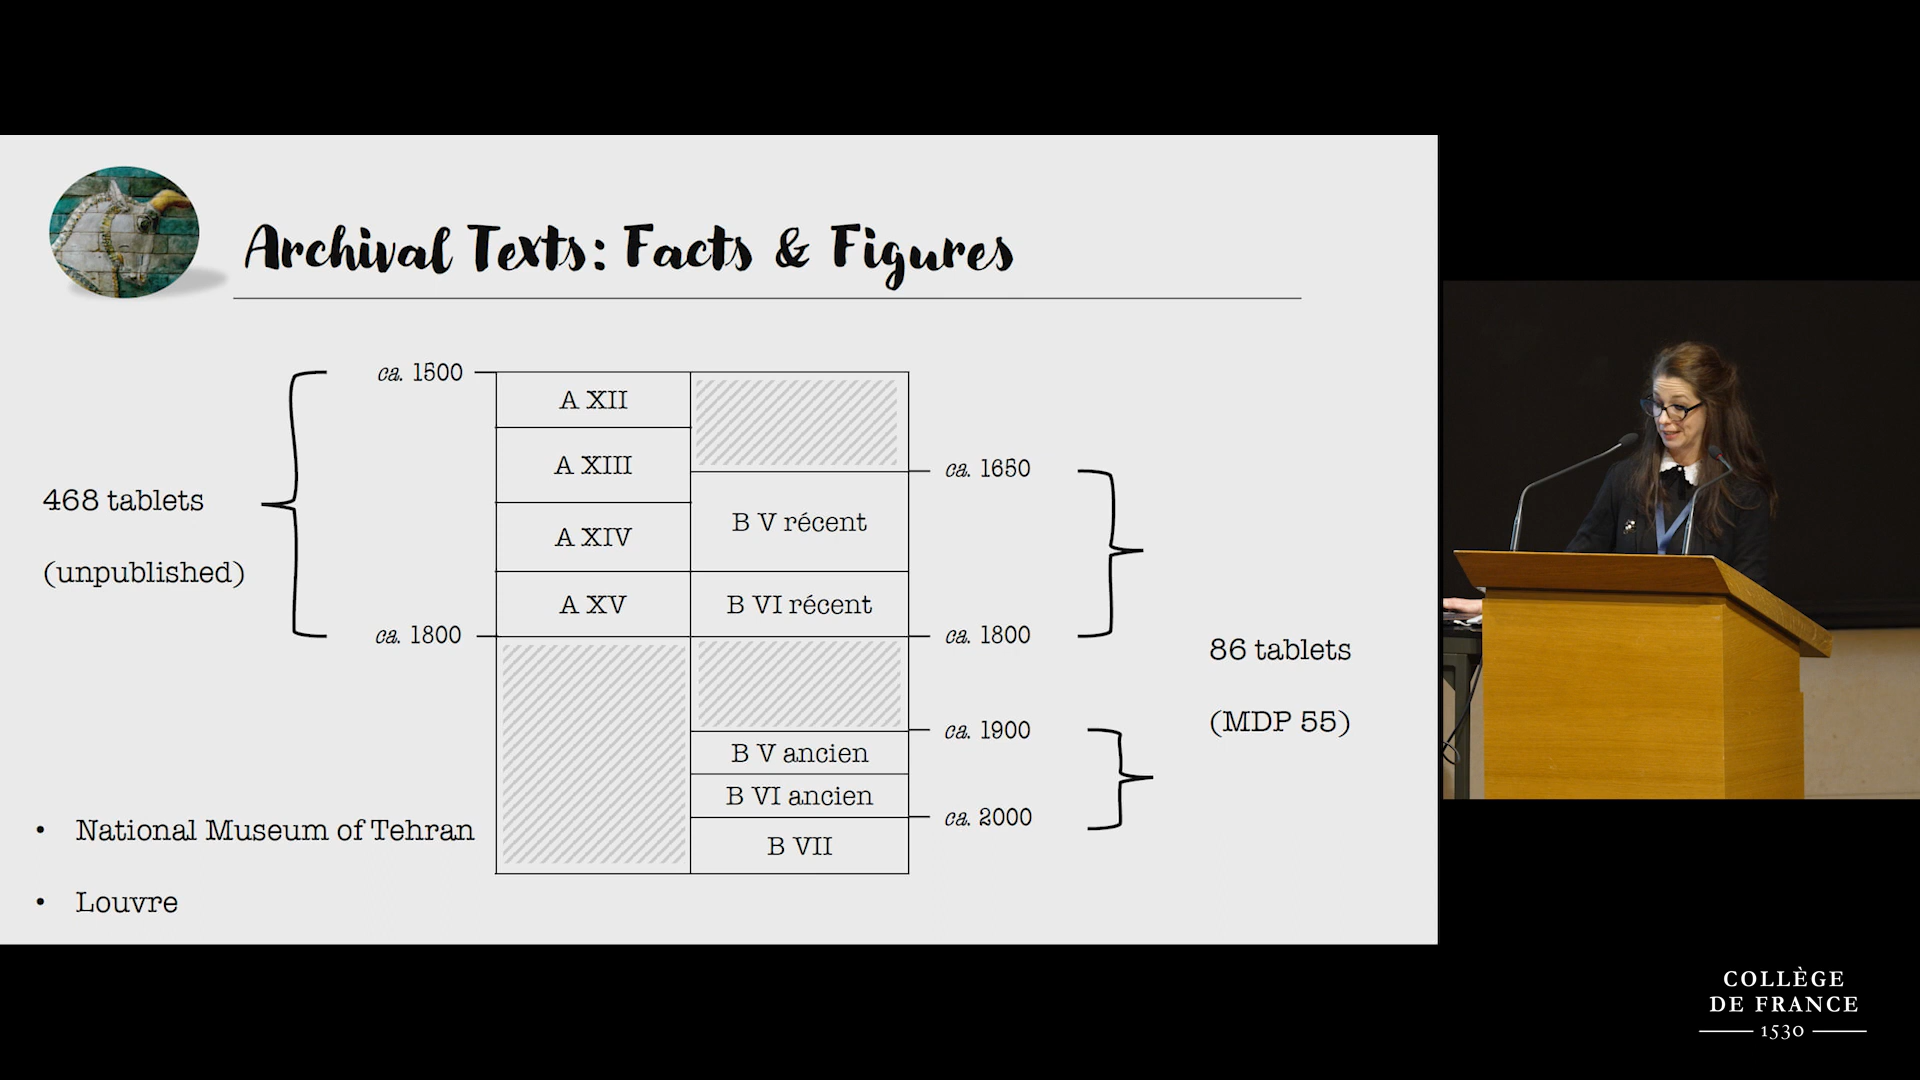 Archival Texts: Facts & Figures
468 tablets
(unpublished)
ca. 1500
ca. 1800
A XII
A XIII
A XIV
A XV
B V récent
B VI récent
B V ancien
B VI ancien
B VII
ca. 1650
ca. 1800
ca. 1900
ca. 2000
86 tablets
(MDP 55)
• National Museum of Tehran
• Louvre
COLLÈGE
DE FRANCE
1530